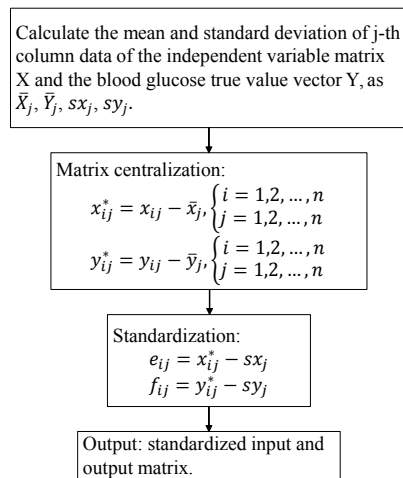 Calculate the mean and standard deviation of j-th
column data of the independent variable matrix
X and the blood glucose true value vector Y, as
X̄ⱼ, Ȳⱼ, sxⱼ, syⱼ.
Matrix centralization:
x*ᵢⱼ = xᵢⱼ − x̄ⱼ, { i = 1,2, …, n
j = 1,2, …, n
y*ᵢⱼ = yᵢⱼ − ȳⱼ, { i = 1,2, …, n
j = 1,2, …, n
Standardization:
eᵢⱼ = x*ᵢⱼ − sxⱼ
fᵢⱼ = y*ᵢⱼ − syⱼ
Output: standardized input and
output matrix.